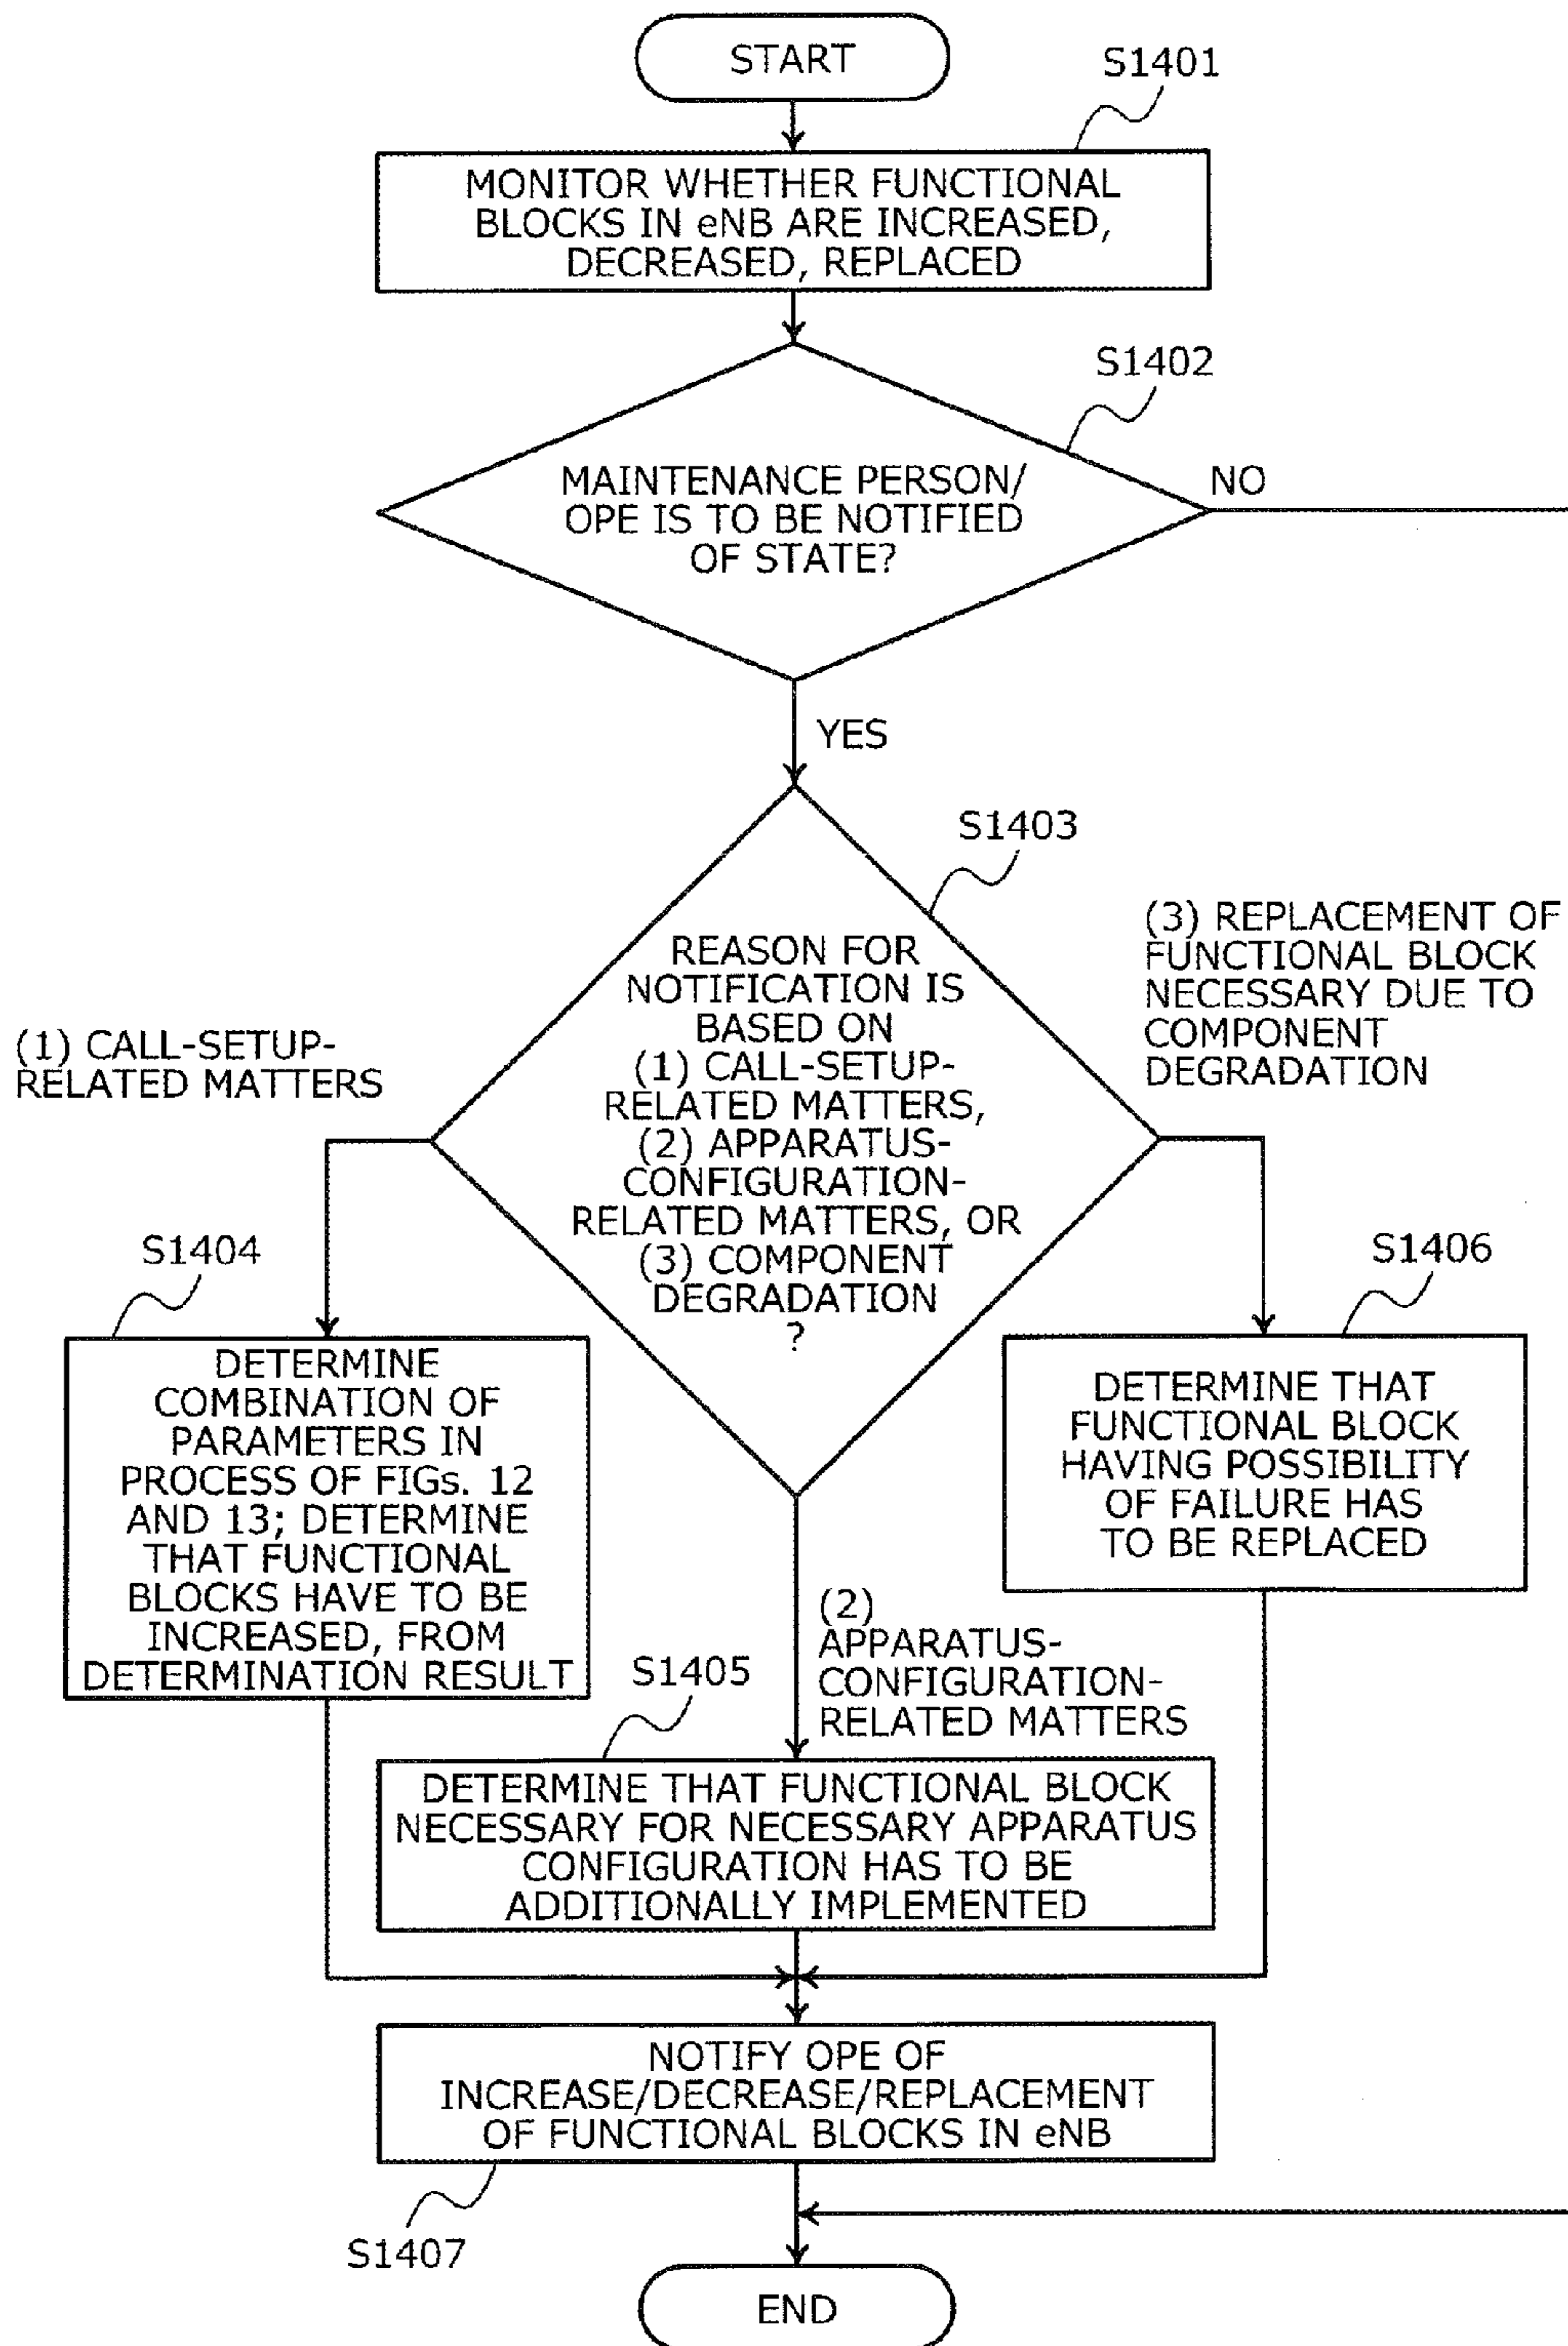 START
S1401
MONITOR WHETHER FUNCTIONAL
BLOCKS IN eNB ARE INCREASED,
DECREASED, REPLACED
S1402
MAINTENANCE PERSON/
OPE IS TO BE NOTIFIED
OF STATE?
NO
YES
S1403
REASON FOR
NOTIFICATION IS
BASED ON
(1) CALL-SETUP-
RELATED MATTERS,
(2) APPARATUS-
CONFIGURATION-
RELATED MATTERS, OR
(3) COMPONENT
DEGRADATION
?
(1) CALL-SETUP-
RELATED MATTERS
(3) REPLACEMENT OF
FUNCTIONAL BLOCK
NECESSARY DUE TO
COMPONENT
DEGRADATION
S1404
DETERMINE
COMBINATION OF
PARAMETERS IN
PROCESS OF FIGs. 12
AND 13; DETERMINE
THAT FUNCTIONAL
BLOCKS HAVE TO BE
INCREASED, FROM
DETERMINATION RESULT
S1406
DETERMINE THAT
FUNCTIONAL BLOCK
HAVING POSSIBILITY
OF FAILURE HAS
TO BE REPLACED
(2)
APPARATUS-
CONFIGURATION-
RELATED MATTERS
S1405
DETERMINE THAT FUNCTIONAL BLOCK
NECESSARY FOR NECESSARY APPARATUS
CONFIGURATION HAS TO BE
ADDITIONALLY IMPLEMENTED
NOTIFY OPE OF
INCREASE/DECREASE/REPLACEMENT
OF FUNCTIONAL BLOCKS IN eNB
S1407
END